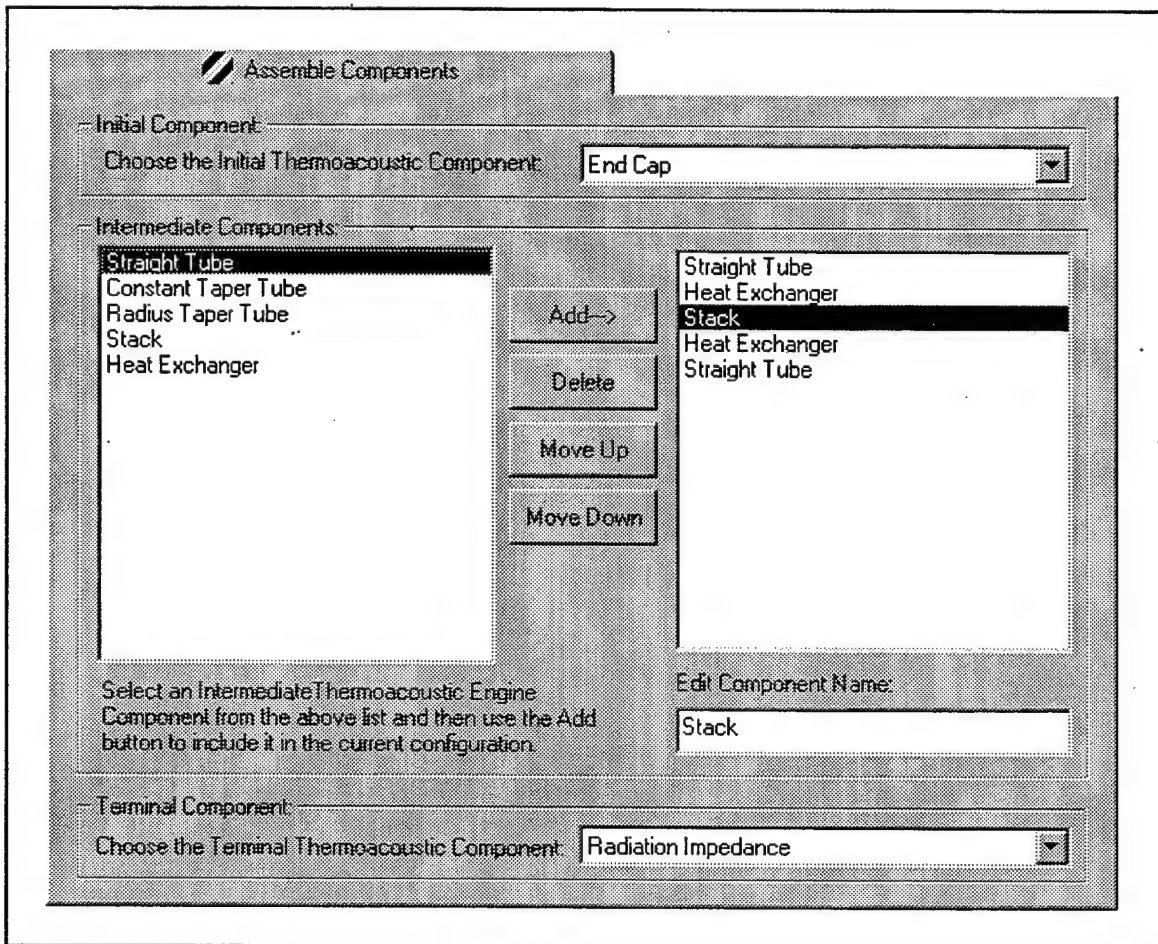 Assemble Components
Initial Component:
Choose the Initial Thermoacoustic Component: End Cap
Intermediate Components:
Straight Tube
Constant Taper Tube
Radius Taper Tube
Stack
Heat Exchanger
Add-->
Delete
Move Up
Move Down
Straight Tube
Heat Exchanger
Stack
Heat Exchanger
Straight Tube
Select an IntermediateThermoacoustic Engine
Component from the above list and then use the Add
button to include it in the current configuration.
Edit Component Name:
Stack
Terminal Component:
Choose the Terminal Thermoacoustic Component: Radiation Impedance